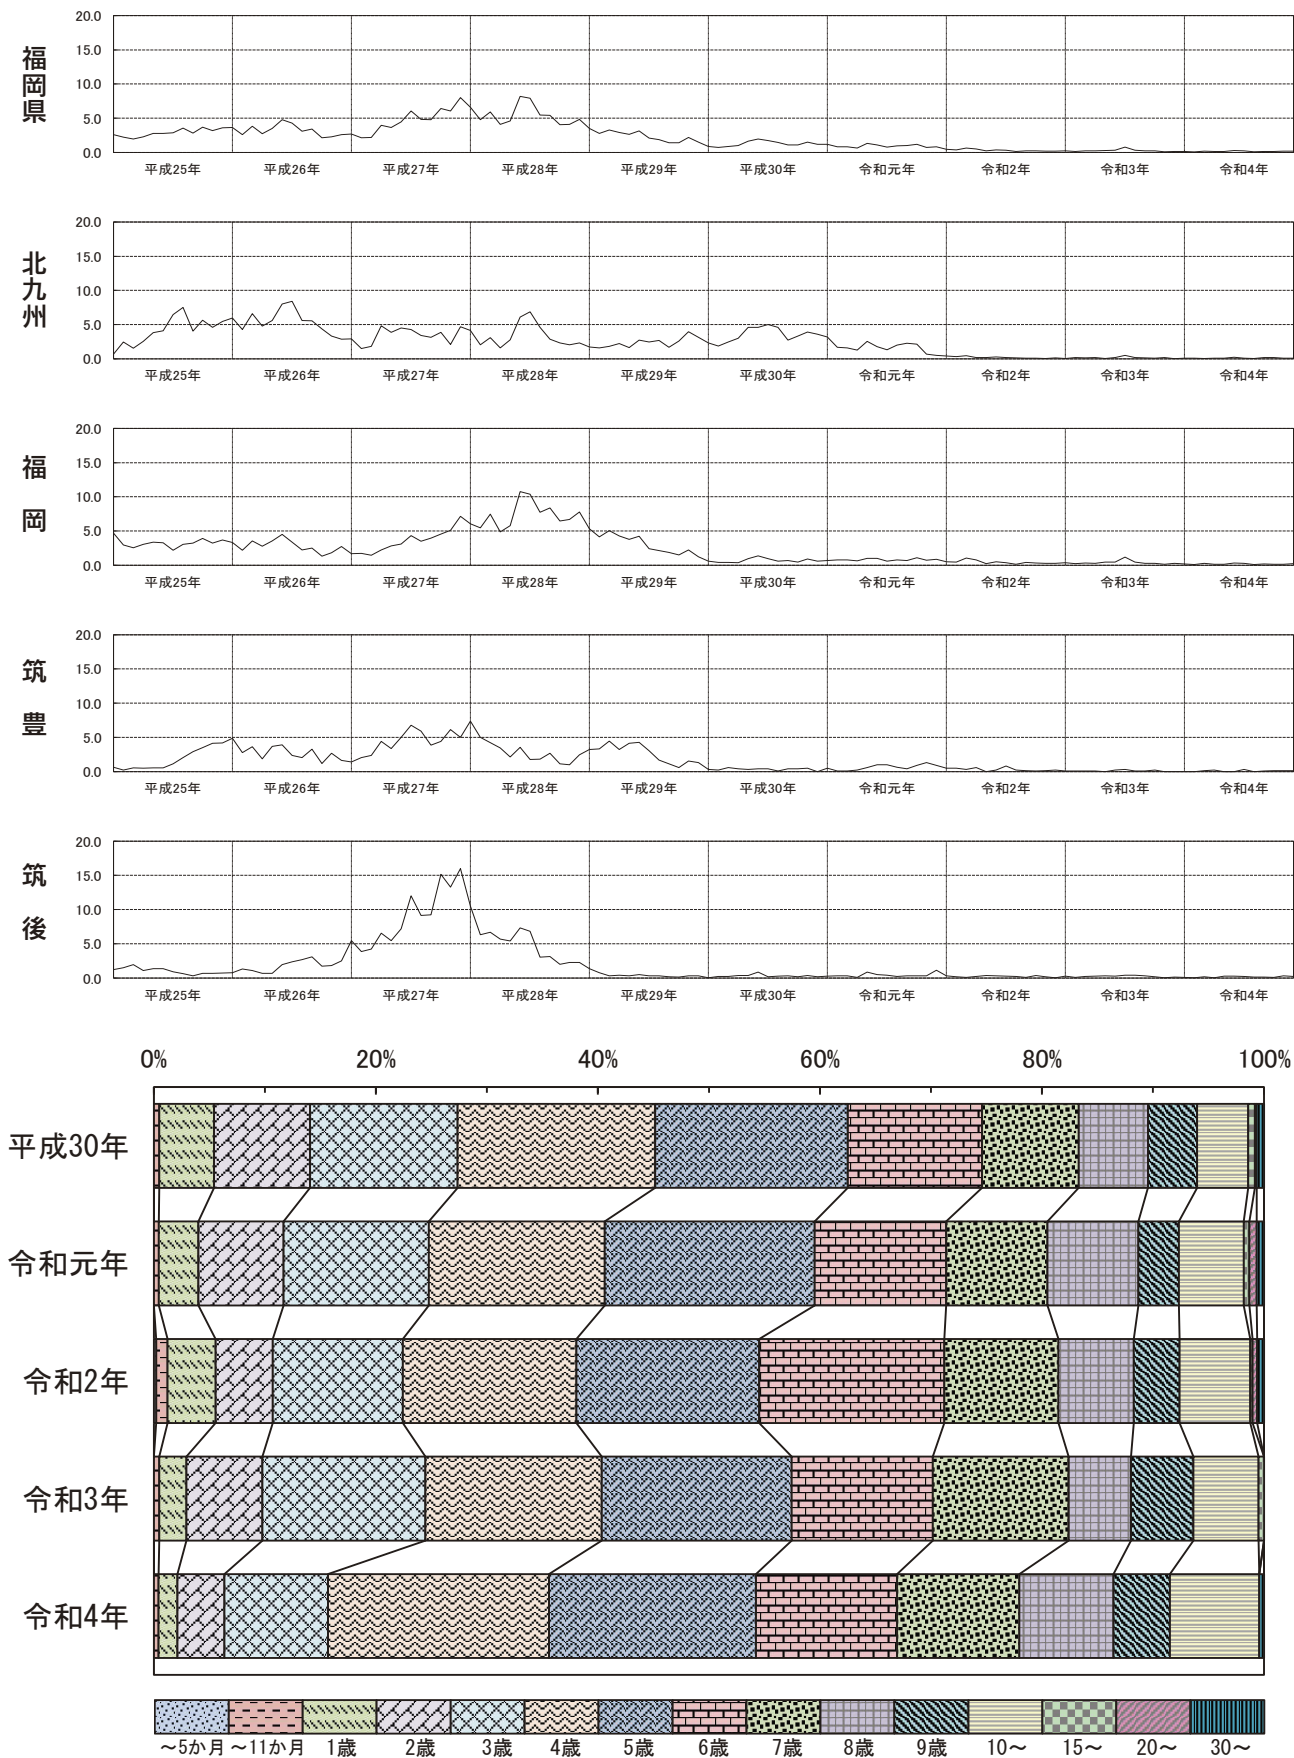 福岡県
20.0
15.0
10.0
5.0
0.0
平成25年 平成26年 平成27年 平成28年 平成29年 平成30年 令和元年 令和2年 令和3年 令和4年
北九州
20.0
15.0
10.0
5.0
0.0
平成25年 平成26年 平成27年 平成28年 平成29年 平成30年 令和元年 令和2年 令和3年 令和4年
福岡
20.0
15.0
10.0
5.0
0.0
平成25年 平成26年 平成27年 平成28年 平成29年 平成30年 令和元年 令和2年 令和3年 令和4年
筑豊
20.0
15.0
10.0
5.0
0.0
平成25年 平成26年 平成27年 平成28年 平成29年 平成30年 令和元年 令和2年 令和3年 令和4年
筑後
20.0
15.0
10.0
5.0
0.0
平成25年 平成26年 平成27年 平成28年 平成29年 平成30年 令和元年 令和2年 令和3年 令和4年
0% 20% 40% 60% 80% 100%
平成30年
令和元年
令和2年
令和3年
令和4年
～5か月 ～11か月 1歳 2歳 3歳 4歳 5歳 6歳 7歳 8歳 9歳 10～ 15～ 20～ 30～